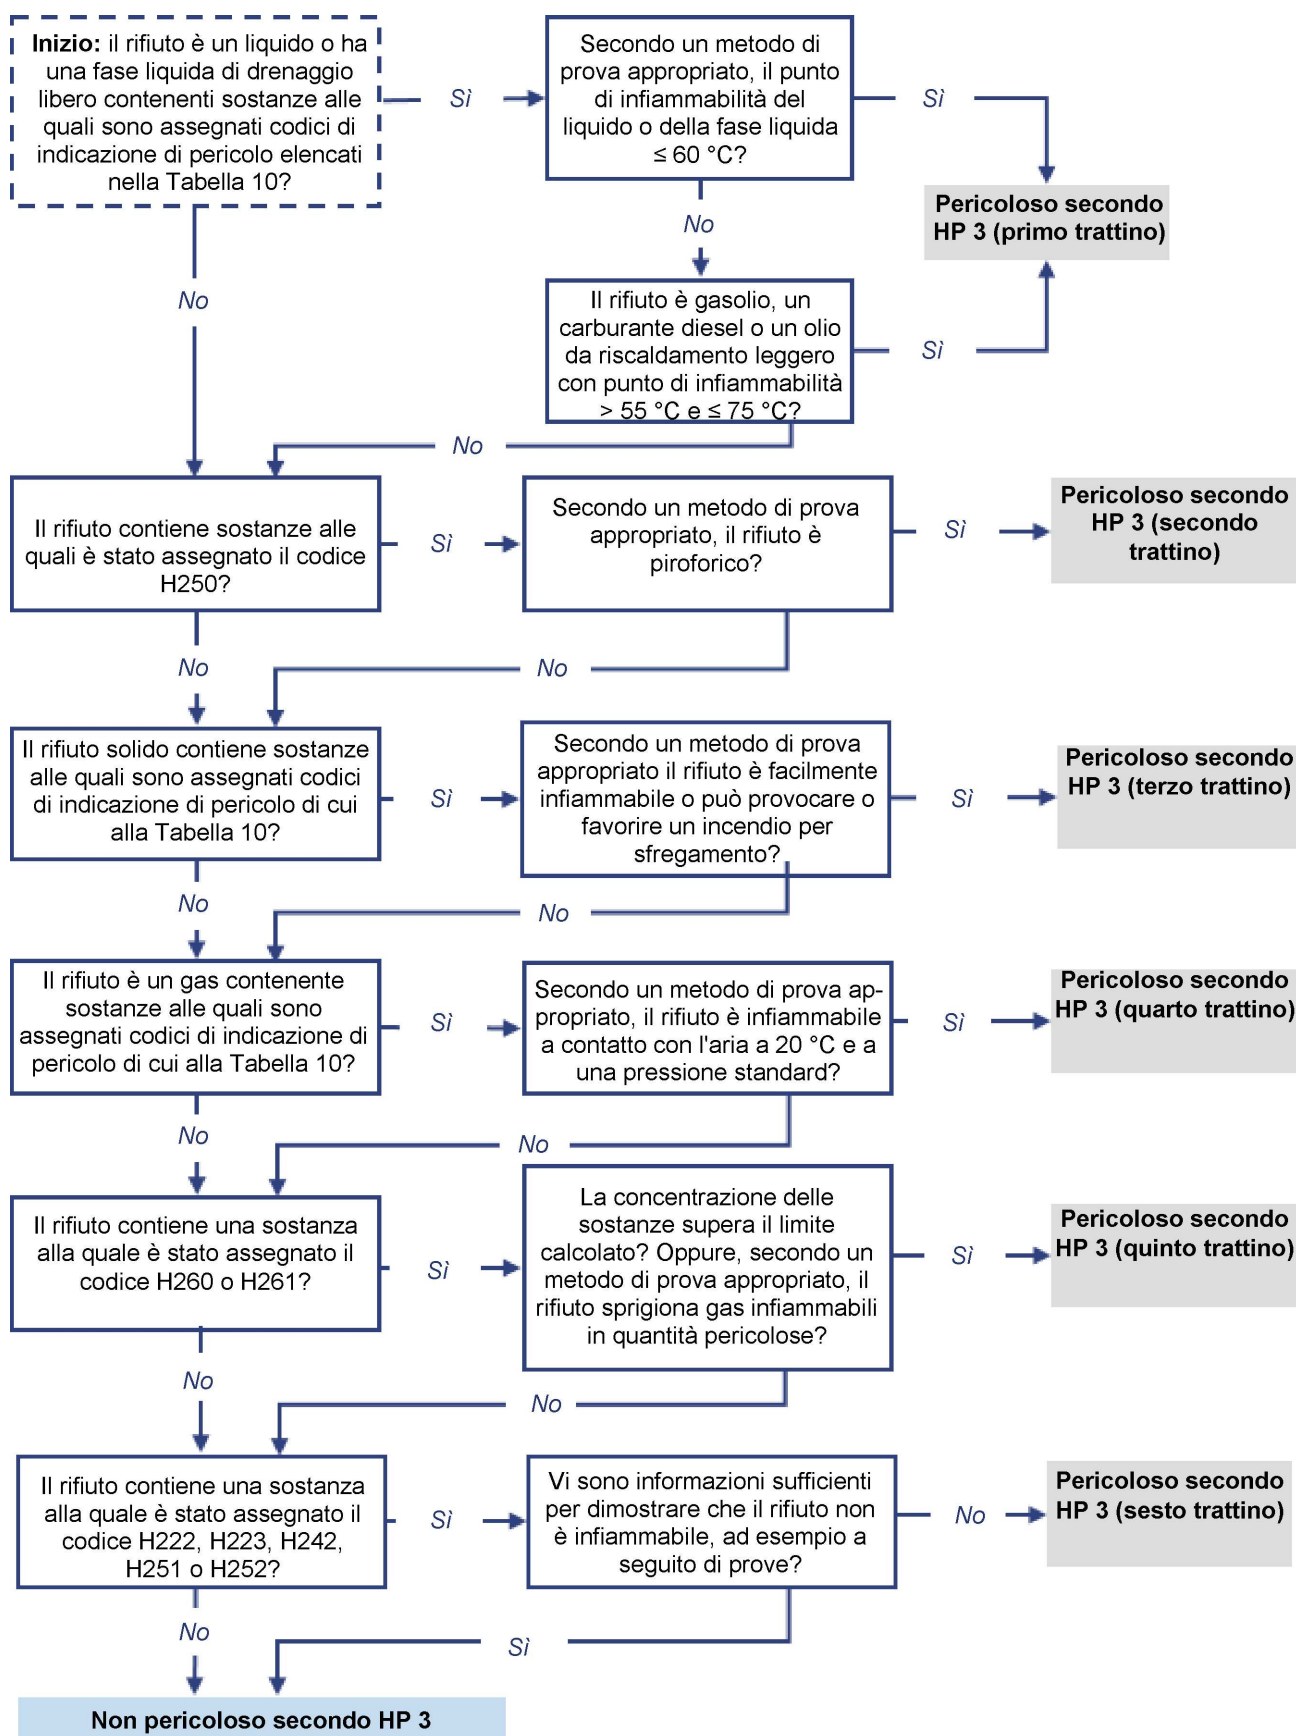 Inizio: il rifiuto è un liquido o ha
una fase liquida di drenaggio
libero contenenti sostanze alle
quali sono assegnati codici di
indicazione di pericolo elencati
nella Tabella 10?
Sì
Secondo un metodo di
prova appropriato, il punto
di infiammabilità del
liquido o della fase liquida
≤ 60 °C?
Sì
Pericoloso secondo
HP 3 (primo trattino)
No
No
Il rifiuto è gasolio, un
carburante diesel o un olio
da riscaldamento leggero
con punto di infiammabilità
> 55 °C e ≤ 75 °C?
Sì
No
Il rifiuto contiene sostanze alle
quali è stato assegnato il codice
H250?
Sì
Secondo un metodo di prova
appropriato, il rifiuto è
piroforico?
Sì
Pericoloso secondo
HP 3 (secondo
trattino)
No
No
Il rifiuto solido contiene sostanze
alle quali sono assegnati codici
di indicazione di pericolo di cui
alla Tabella 10?
Sì
Secondo un metodo di prova
appropriato il rifiuto è facilmente
infiammabile o può provocare o
favorire un incendio per
sfregamento?
Sì
Pericoloso secondo
HP 3 (terzo trattino)
No
No
Il rifiuto è un gas contenente
sostanze alle quali sono
assegnati codici di indicazione di
pericolo di cui alla Tabella 10?
Sì
Secondo un metodo di prova ap-
propriato, il rifiuto è infiammabile
a contatto con l'aria a 20 °C e a
una pressione standard?
Sì
Pericoloso secondo
HP 3 (quarto trattino)
No
No
Il rifiuto contiene una sostanza
alla quale è stato assegnato il
codice H260 o H261?
Sì
La concentrazione delle
sostanze supera il limite
calcolato? Oppure, secondo un
metodo di prova appropriato, il
rifiuto sprigiona gas infiammabili
in quantità pericolose?
Sì
Pericoloso secondo
HP 3 (quinto trattino)
No
No
Il rifiuto contiene una sostanza
alla quale è stato assegnato il
codice H222, H223, H242,
H251 o H252?
Sì
Vi sono informazioni sufficienti
per dimostrare che il rifiuto non
è infiammabile, ad esempio a
seguito di prove?
No
Pericoloso secondo
HP 3 (sesto trattino)
No
Sì
Non pericoloso secondo HP 3